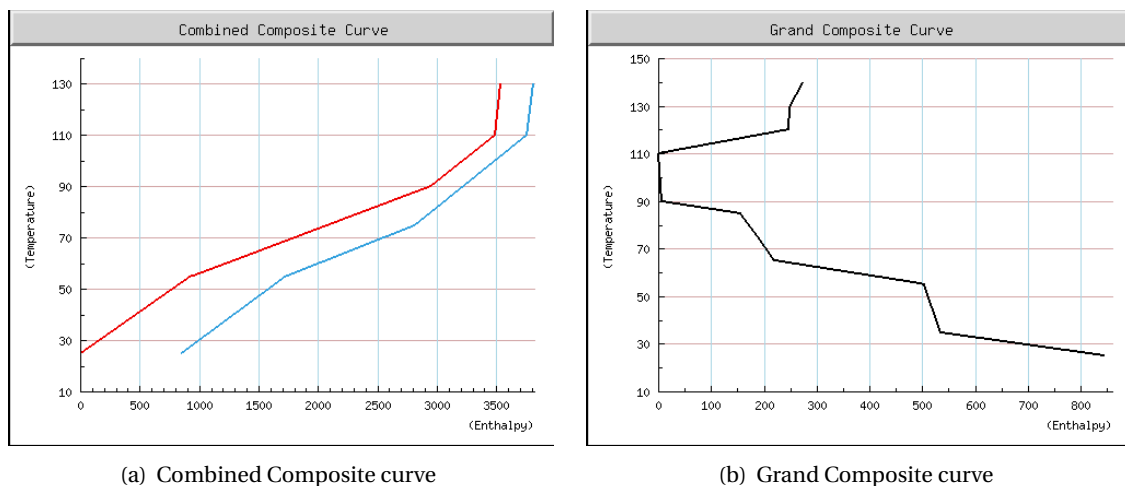 Combined Composite Curve
130
110
90
70
50
30
10
(Temperature)
0 500 1000 1500 2000 2500 3000 3500
(Enthalpy)
(a) Combined Composite curve
Grand Composite Curve
150
130
110
90
70
50
30
10
(Temperature)
0 100 200 300 400 500 600 700 800
(Enthalpy)
(b) Grand Composite curve